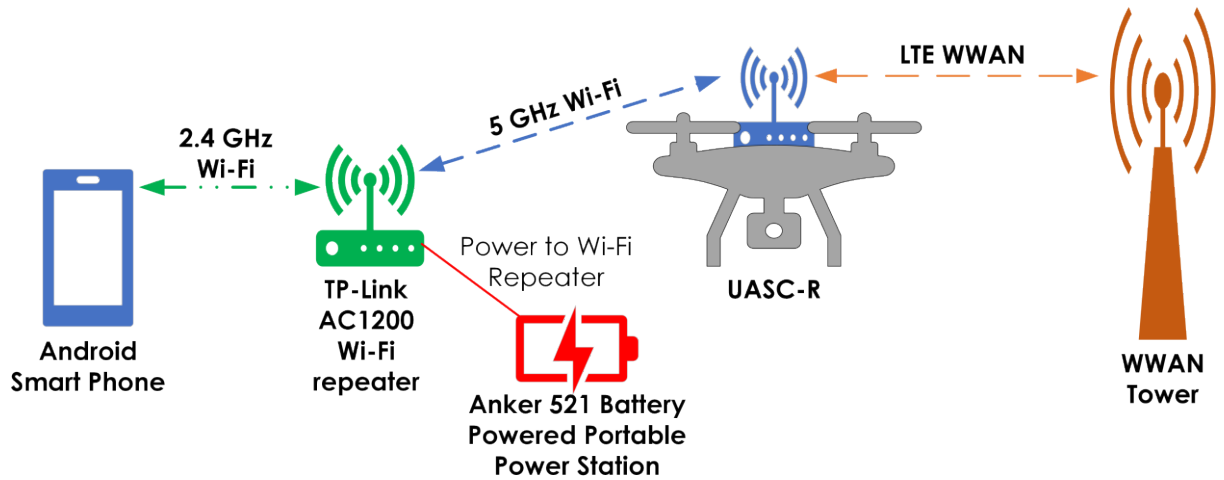 2.4 GHz
Wi-Fi
5 GHz Wi-Fi
LTE WWAN
Android
Smart Phone
TP-Link
AC1200
Wi-Fi
repeater
Power to Wi-Fi
Repeater
Anker 521 Battery
Powered Portable
Power Station
UASC-R
WWAN
Tower